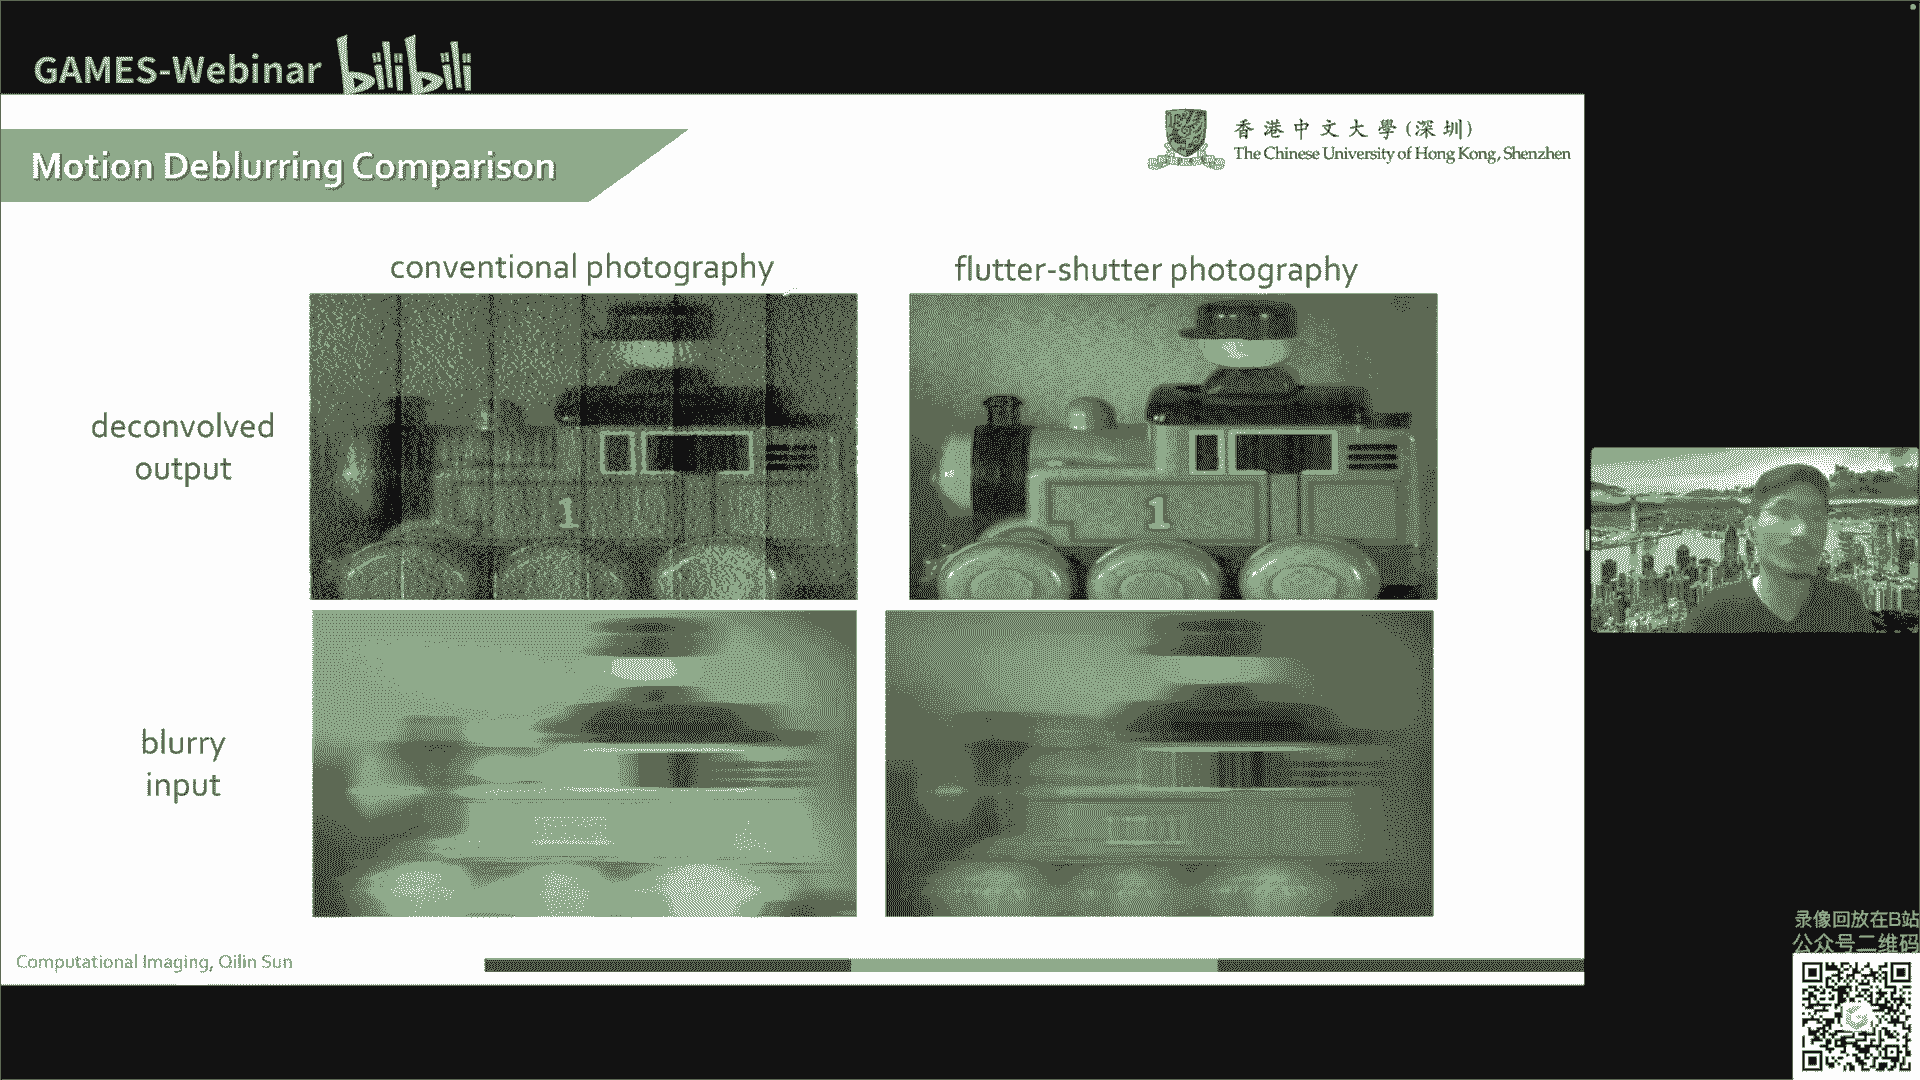 GAMES-Webinar bilibili
Motion Deblurring Comparison
香港中文大學(深圳)
The Chinese University of Hong Kong, Shenzhen
conventional photography
flutter-shutter photography
deconvolved
output
1
1
blurry
input
Computational Imaging, Qilin Sun
录像回放在B站
公众号二维码